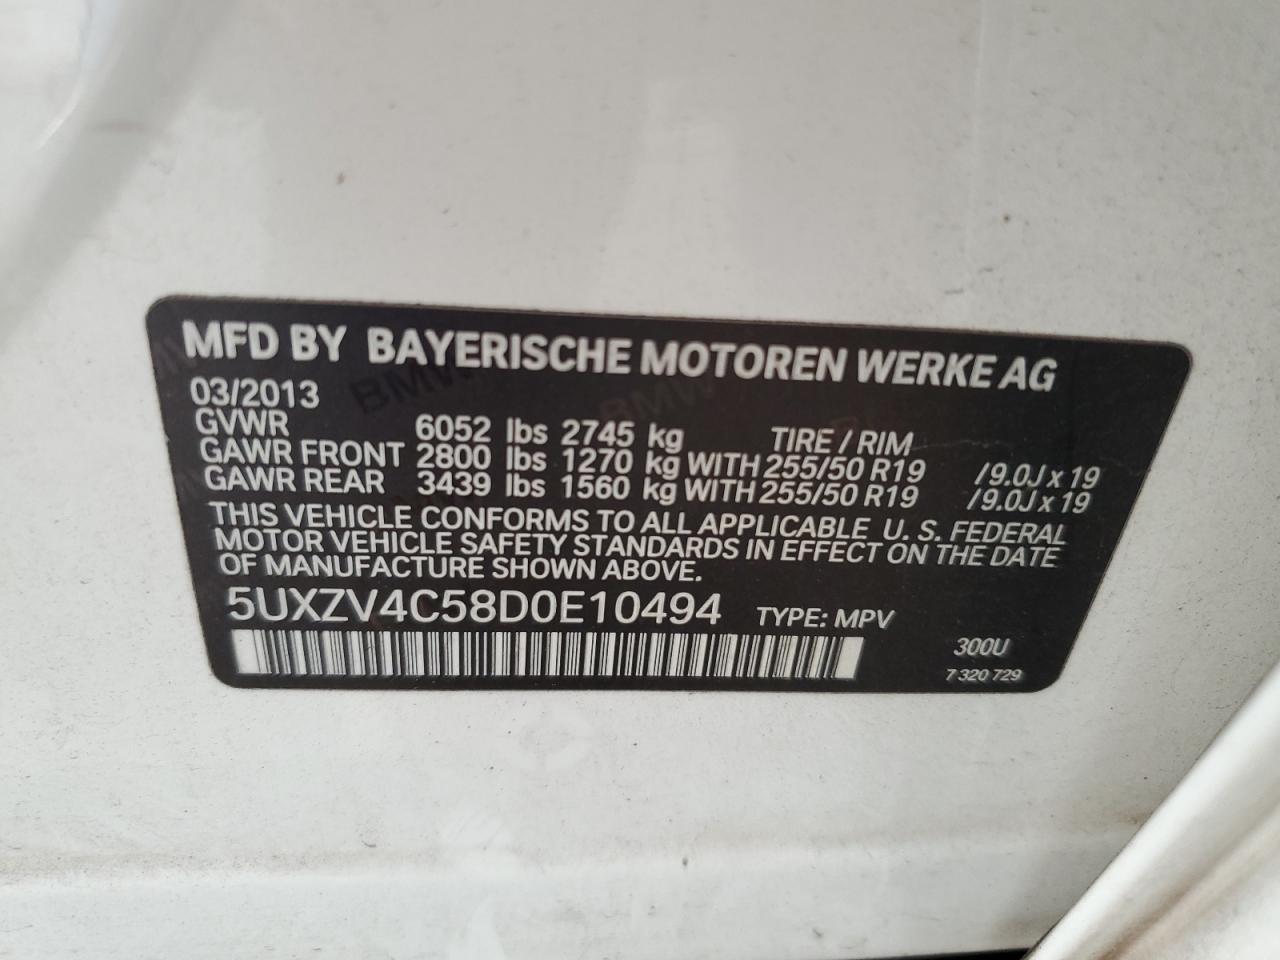 MFD BY BAYERISCHE MOTOREN WERKE AG
03/2013
GVWR 6052 lbs 2745 kg TIRE / RIM
GAWR FRONT 2800 lbs 1270 kg WITH 255/50 R19 /9.0J x 19
GAWR REAR 3439 lbs 1560 kg WITH 255/50 R19 /9.0J x 19
THIS VEHICLE CONFORMS TO ALL APPLICABLE U. S. FEDERAL
MOTOR VEHICLE SAFETY STANDARDS IN EFFECT ON THE DATE
OF MANUFACTURE SHOWN ABOVE.
5UXZV4C58D0E10494 TYPE: MPV
300U
7 320 729